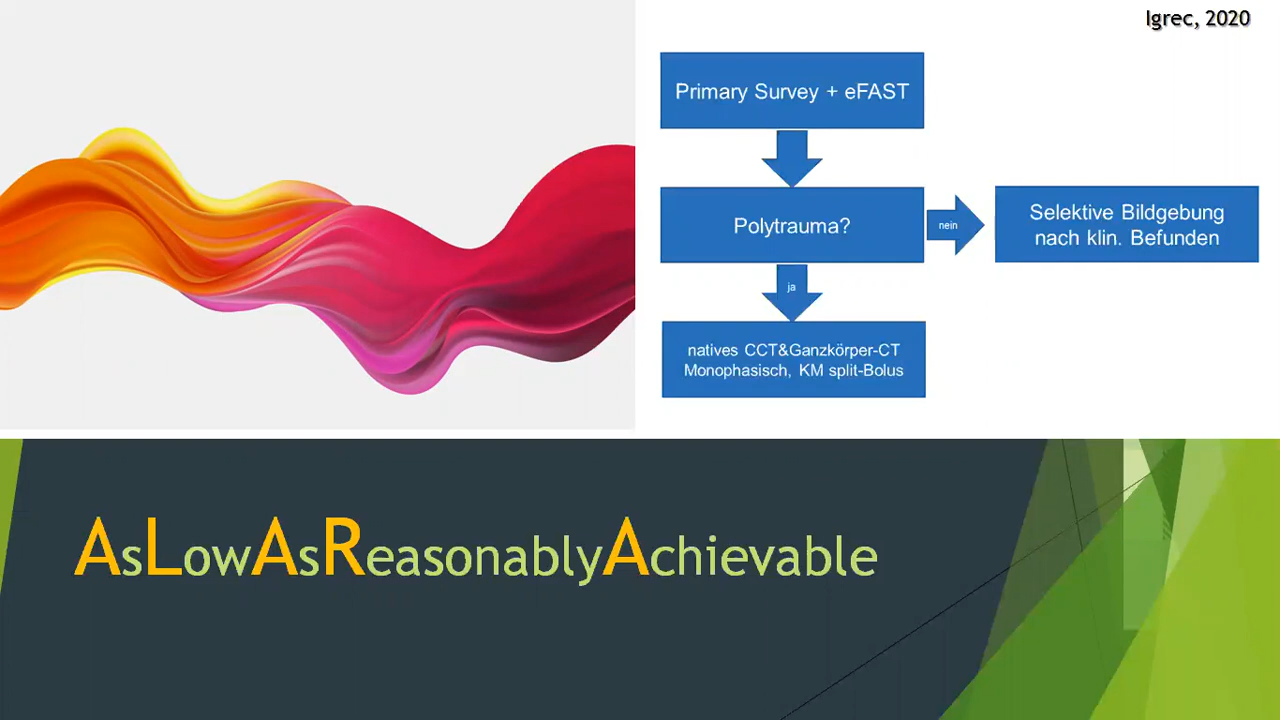 Igrec, 2020
Primary Survey + eFAST
Polytrauma?
nein
Selektive Bildgebung
nach klin. Befunden
ja
natives CCT&Ganzkörper-CT
Monophasisch, KM split-Bolus
AsLowAsReasonablyAchievable